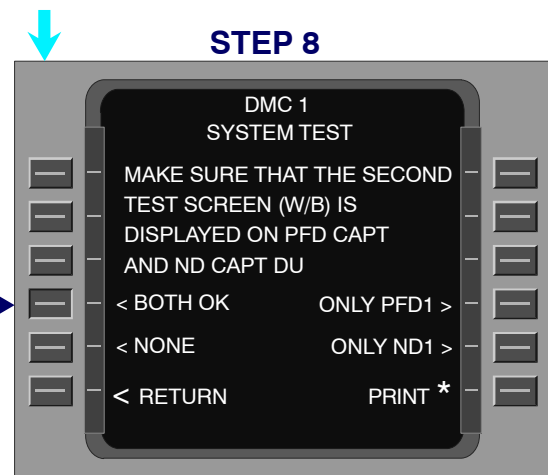 STEP 8
DMC 1
SYSTEM TEST
MAKE SURE THAT THE SECOND
TEST SCREEN (W/B) IS
DISPLAYED ON PFD CAPT
AND ND CAPT DU
< BOTH OK ONLY PFD1 >
< NONE ONLY ND1 >
< RETURN PRINT *